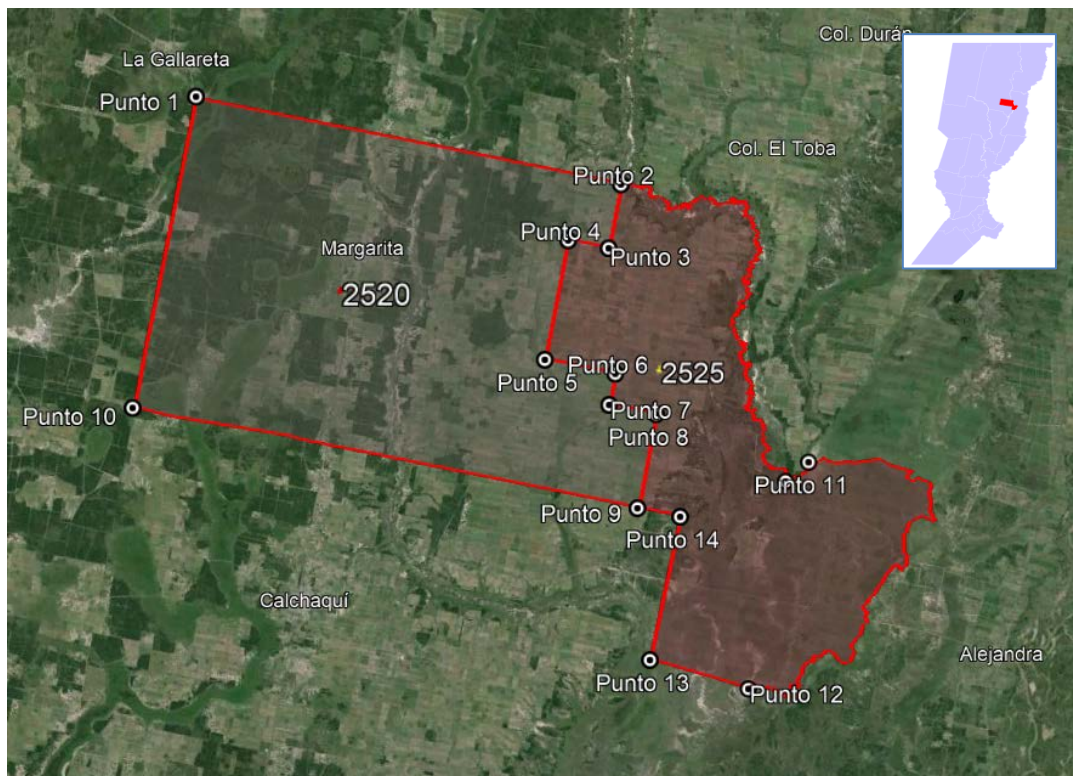 Col. Durán
La Gallareta
Punto 1
Col. El Toba
Punto 2
Punto 4
Margarita
Punto 3
2520
Punto 6
2525
Punto 5
Punto 7
Punto 10
Punto 8
Punto 11
Punto 9
Punto 14
Calchaquí
Alejandra
Punto 13
Punto 12